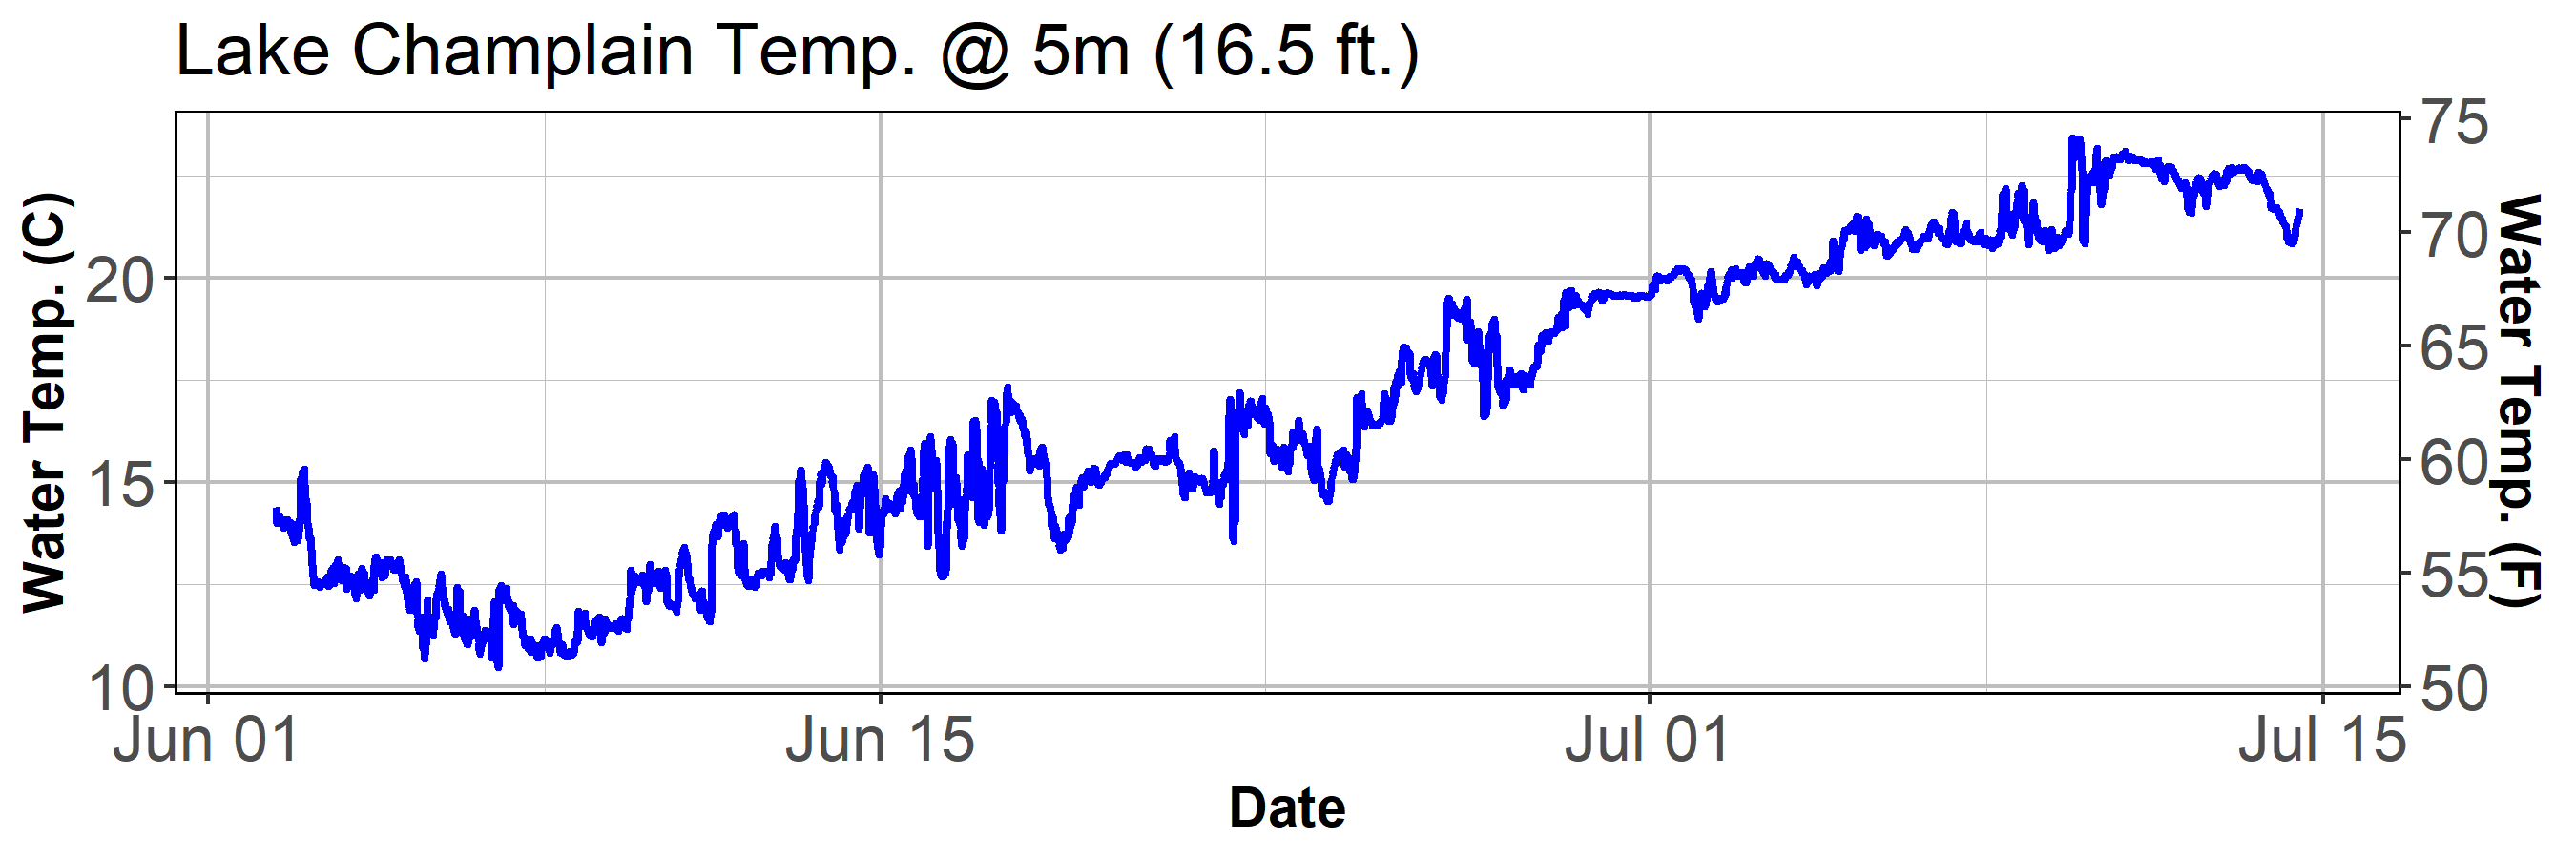 Lake Champlain Temp. @ 5m (16.5 ft.)
Water Temp. (C)
20
15
10
75
70
65
60
55
50
Water Temp. (F)
Jun 01
Jun 15
Jul 01
Jul 15
Date